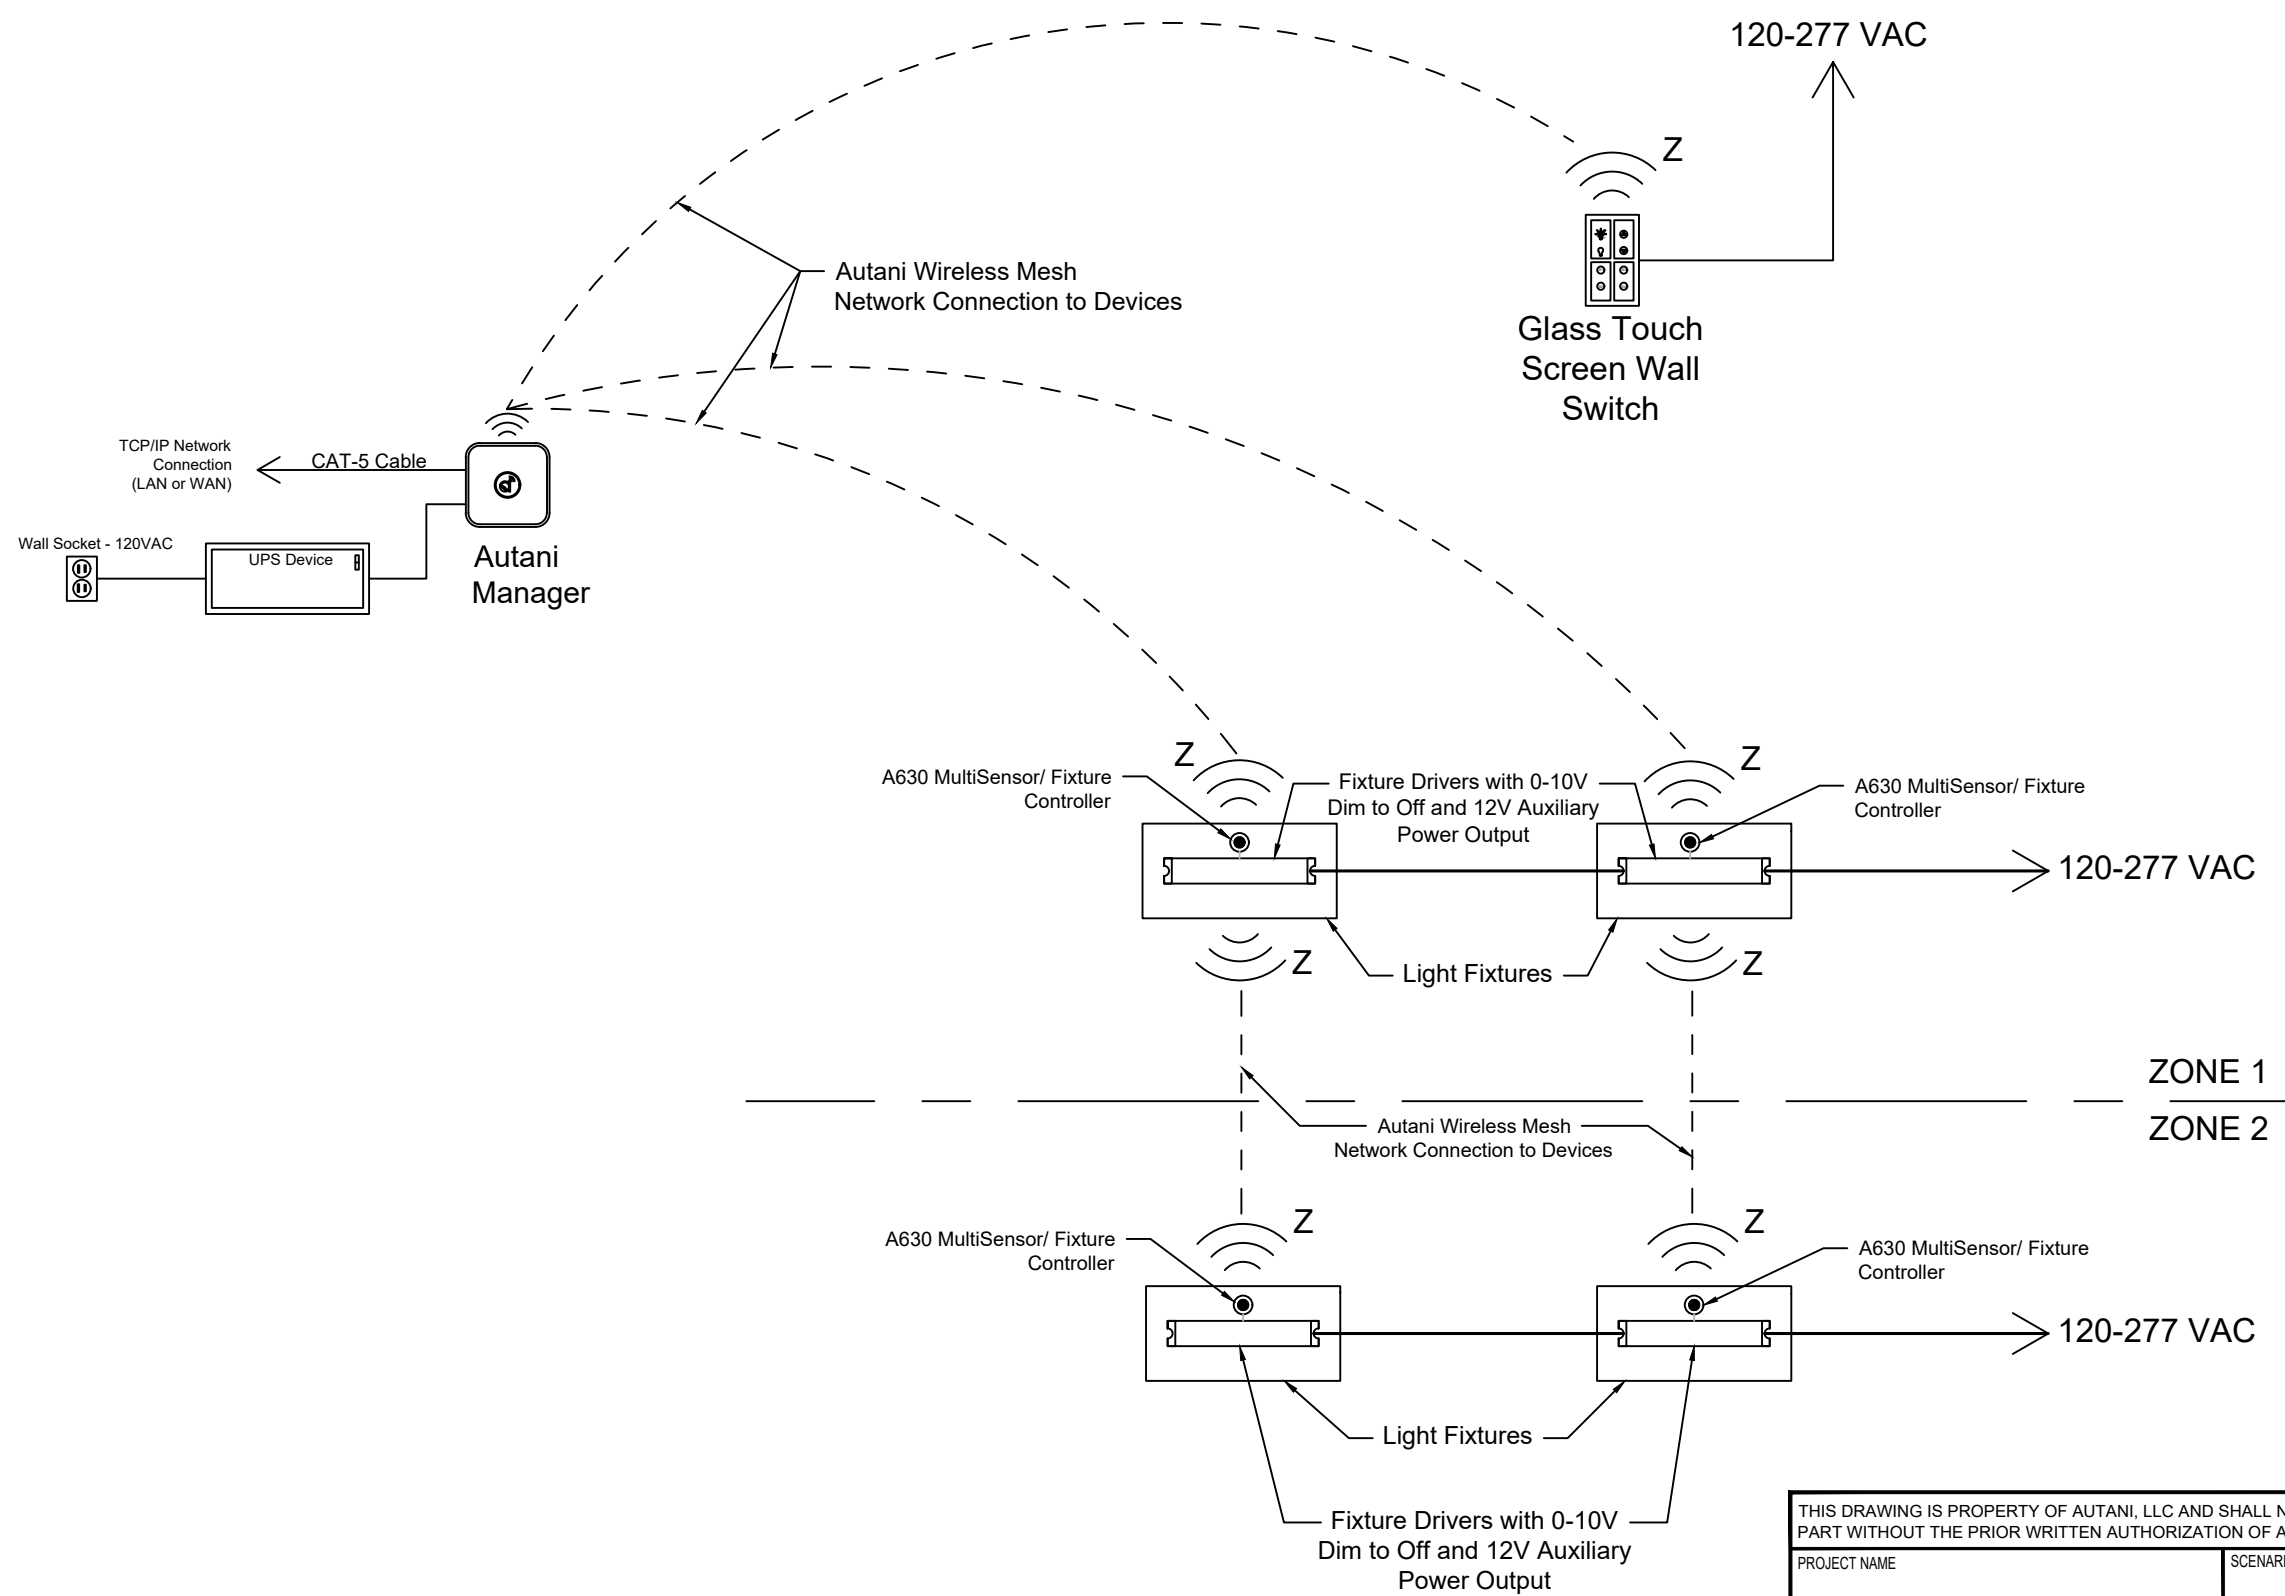 120-277 VAC
Z
Autani Wireless Mesh
Network Connection to Devices
Glass Touch
Screen Wall
Switch
TCP/IP Network
Connection
(LAN or WAN)
CAT-5 Cable
Wall Socket - 120VAC
UPS Device
Autani
Manager
Z
Z
A630 MultiSensor/ Fixture
Controller
Fixture Drivers with 0-10V
Dim to Off and 12V Auxiliary
Power Output
A630 MultiSensor/ Fixture
Controller
120-277 VAC
Z
Z
Light Fixtures
ZONE 1
ZONE 2
Autani Wireless Mesh
Network Connection to Devices
Z
Z
A630 MultiSensor/ Fixture
Controller
A630 MultiSensor/ Fixture
Controller
120-277 VAC
Light Fixtures
Fixture Drivers with 0-10V
Dim to Off and 12V Auxiliary
Power Output
THIS DRAWING IS PROPERTY OF AUTANI, LLC AND SHALL N
PART WITHOUT THE PRIOR WRITTEN AUTHORIZATION OF A
PROJECT NAME
SCENARI